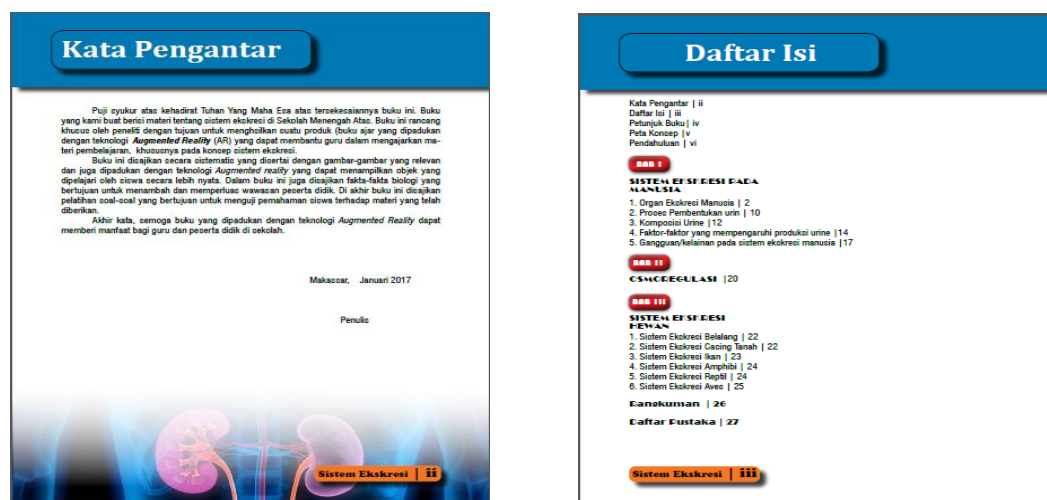 Kata Pengantar
Puji syukur atas kehadirat Tuhan Yang Maha Esa atas terselesaiannya buku ini. Buku
yang kami buat berisi materi tentang sistem ekskresi di Sekolah Menengah Atas. Buku ini rancang
khusus oleh peneliti dengan tujuan untuk menghsilkan suatu produk (buku ajar yang dipadukan
dengan teknologi Augmented Reality (AR) yang dapat membantu guru dalam mengajarkan ma-
teri pembelajaran, khususnya pada konsep sistem ekskresi.
Buku ini disajikan secara sistematis yang disertai dengan gambar-gambar yang relevan
dan juga dipadukan dengan teknologi Augmented reality yang dapat menampilkan objek yang
dipelajari oleh siswa secara lebih nyata. Dalam buku ini juga disajikan fakta-fakta biologi yang
bertujuan untuk menambah dan memperluas wawasan peserta didik. Di akhir buku ini disajikan
pelatihan soal-soal yang bertujuan untuk menguji pemahaman siswa terhadap materi yang telah
diberikan.
Akhir kata, semoga buku yang dipadukan dengan teknologi Augmented Reality dapat
memberi manfaat bagi guru dan peserta didik di sekolah.
Makassar, Januari 2017
Penulis
Sistem Ekskresi | ii
Daftar Isi
Kata Pengantar | ii
Daftar Isi | iii
Petunjuk Buku | iv
Peta Konsep | v
Pendahuluan | vi
BAB I
SISTEM EKSKRESI PADA
MANUSIA
1. Organ Ekskresi Manusia | 2
2. Proses Pembentukan urin | 10
3. Komposisi Urine | 12
4. Faktor-faktor yang mempengaruhi produksi urine | 14
5. Gangguan/kelainan pada sistem ekskresi manusia | 17
BAB II
OSMOREGULASI | 20
BAB III
SISTEM EKSKRESI
HEWAN
1. Sistem Ekskresi Belalang | 22
2. Sistem Ekskresi Cacing Tanah | 22
3. Sistem Ekskresi Ikan | 23
4. Sistem Ekskresi Amphibi | 24
5. Sistem Ekskresi Reptil | 24
6. Sistem Ekskresi Aves | 25
Rangkuman | 26
Daftar Pustaka | 27
Sistem Ekskresi | iii